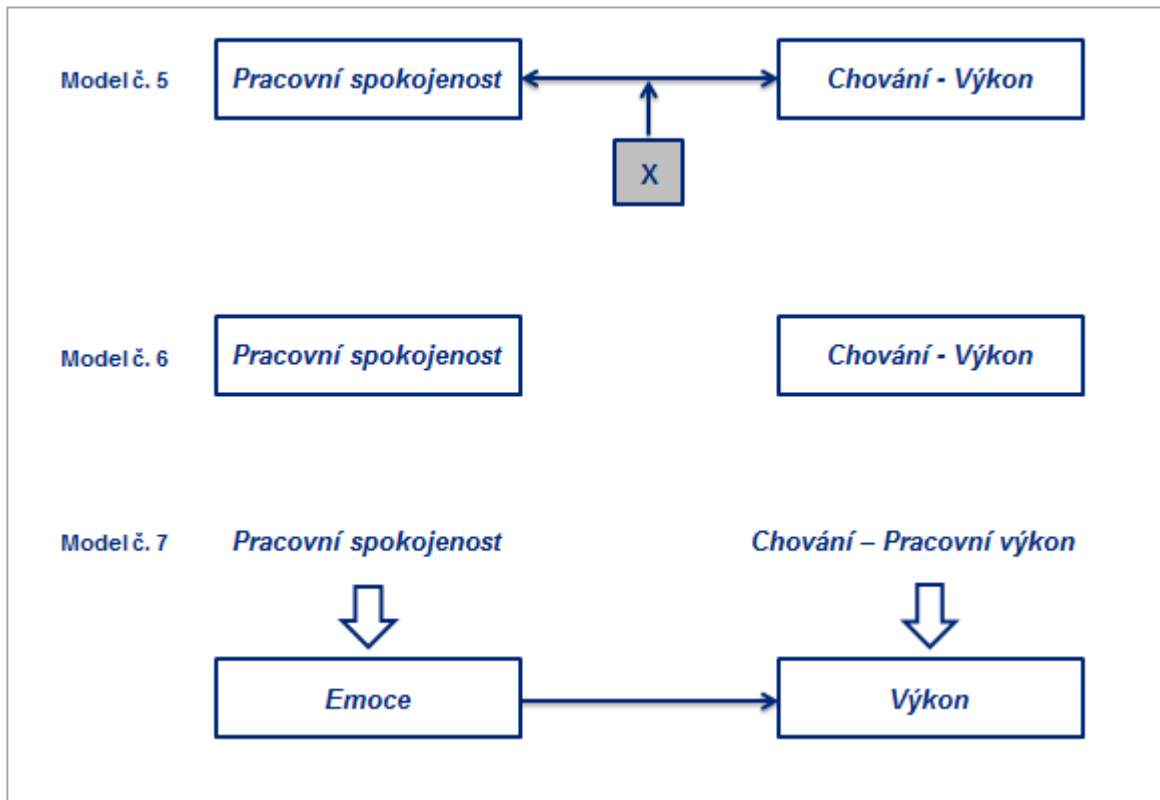 Model č. 5
Pracovní spokojenost
Chování - Výkon
X
Model č. 6
Pracovní spokojenost
Chování - Výkon
Model č. 7
Pracovní spokojenost
Chování – Pracovní výkon
Emoce
Výkon